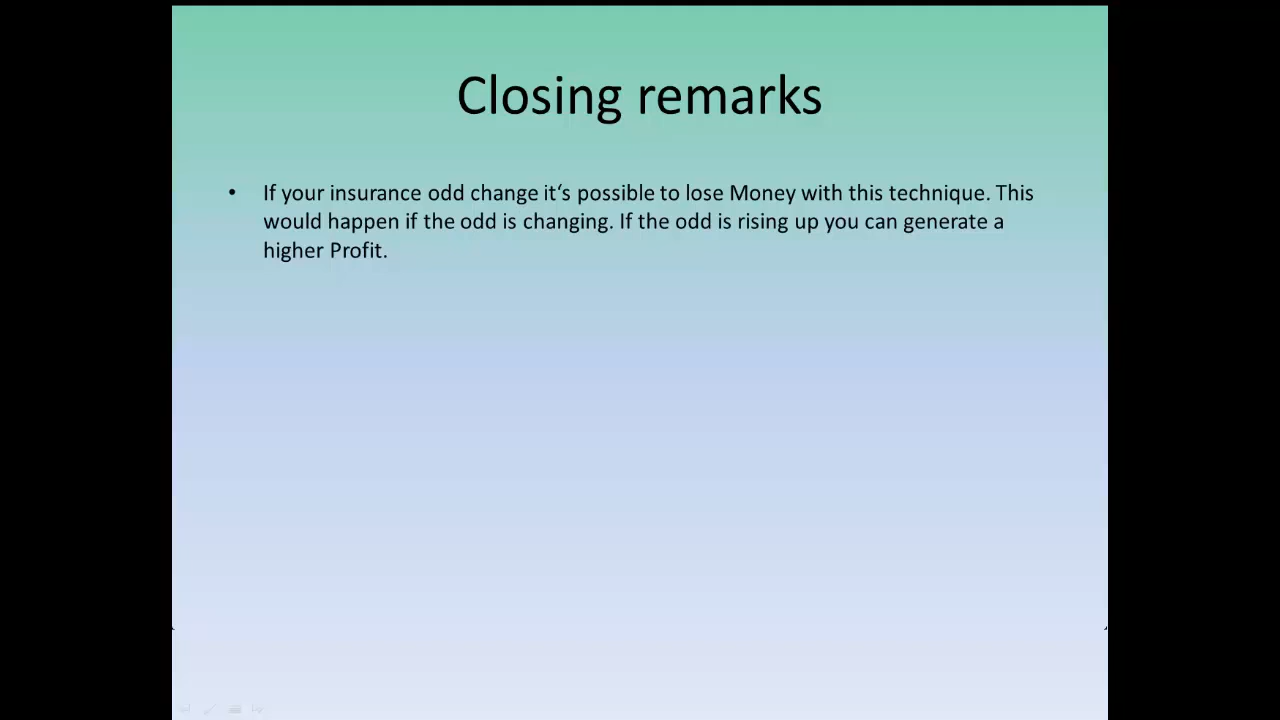 Closing remarks
• If your insurance odd change it‘s possible to lose Money with this technique. This
would happen if the odd is changing. If the odd is rising up you can generate a
higher Profit.